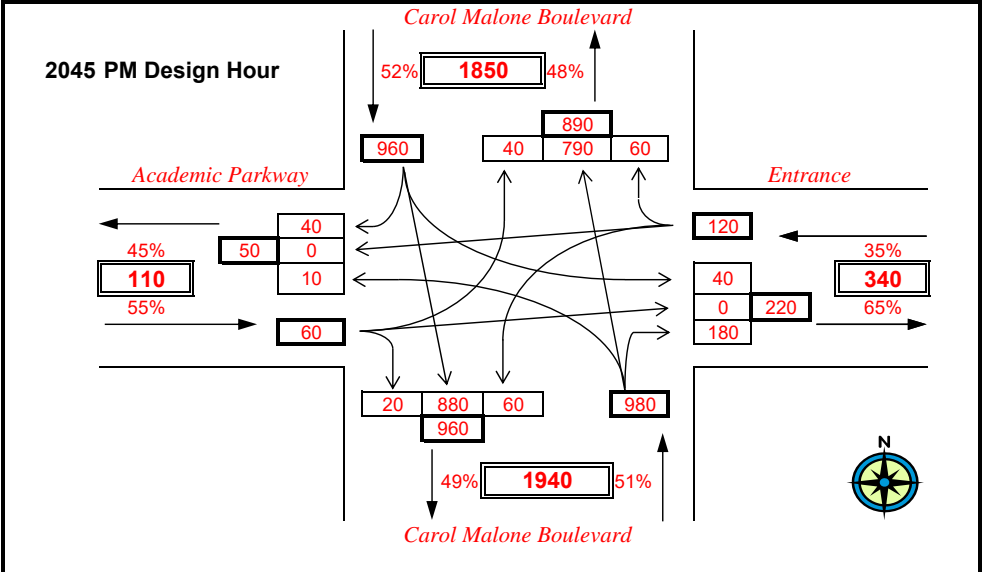 Carol Malone Boulevard
2045 PM Design Hour
52% 1850 48%
890
960 40 790 60
Academic Parkway Entrance
40 120
45% 50 0 35%
110 10 40 340
55% 0 220 65%
60 180
20 880 60 980
960
N
49% 1940 51%
Carol Malone Boulevard